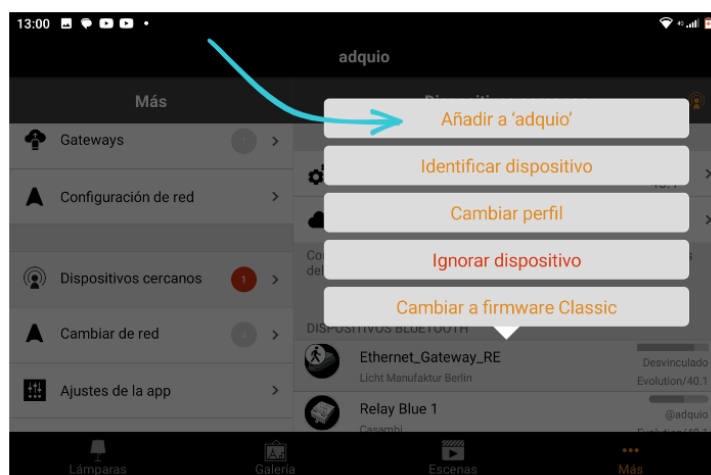 13:00
adquio
Más
Añadir a ‘adquio’
Gateways
Identificar dispositivo
Configuración de red
Cambiar perfil
Ignorar dispositivo
Dispositivos cercanos 1
Cambiar a firmware Classic
DISPOSITIVOS BLUETOOTH
Cambiar de red
Ethernet_Gateway_RE
Desvinculado
Licht Manufaktur Berlin
Evolution/40.1
Ajustes de la app
Relay Blue 1
@adquio
Casambi
Lámparas
Galería
Escenas
Más